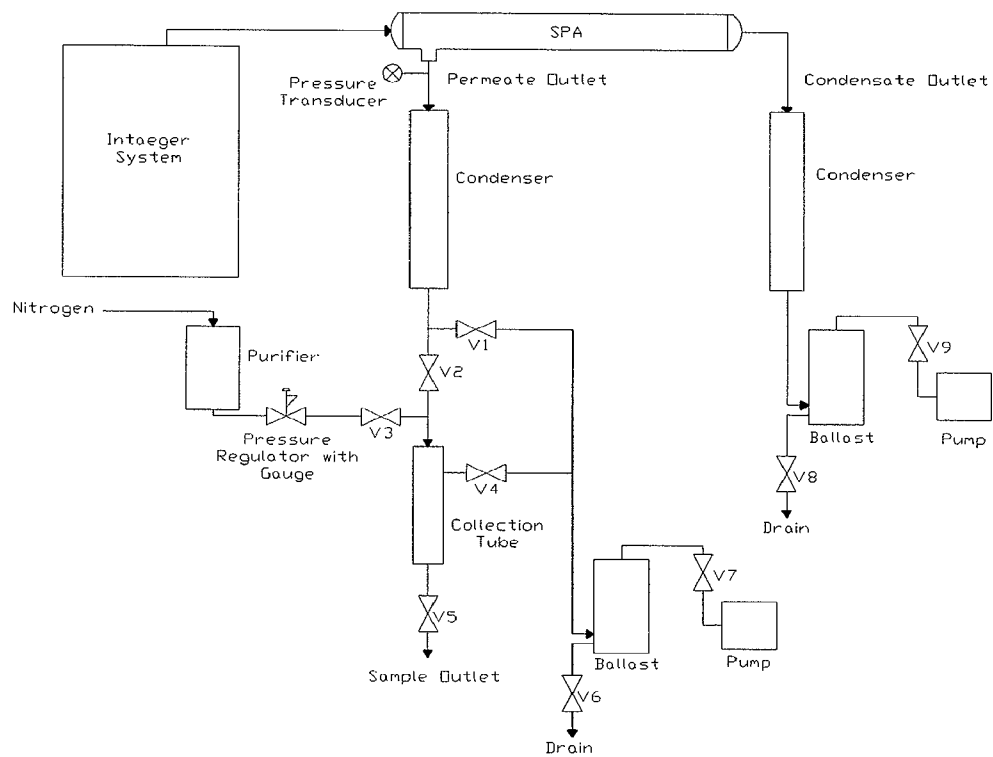 SPA
Pressure
Transducer
Permeate Outlet
Condensate Outlet
Intaeger
System
Condenser
Condenser
Nitrogen
Purifier
V1
V2
V9
Pressure
Regulator with
Gauge
V3
Ballast
Pump
V4
V8
Collection
Tube
Drain
V7
V5
Sample Outlet
Ballast
Pump
V6
Drain